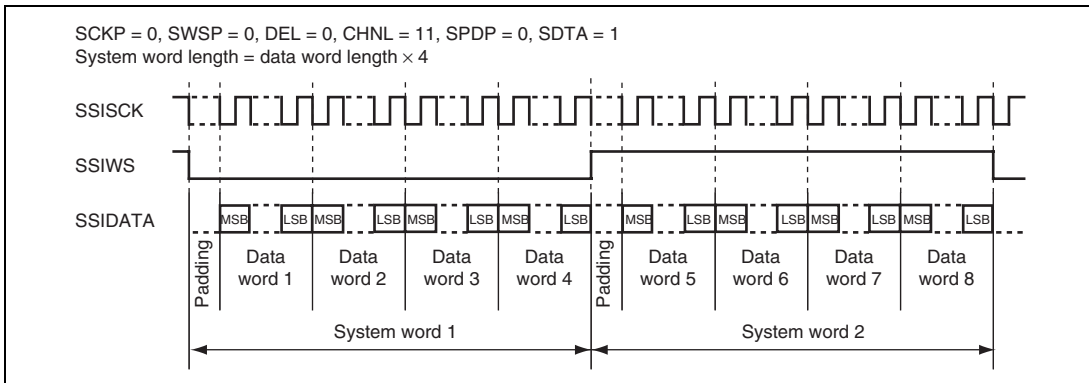 SCKP = 0, SWSP = 0, DEL = 0, CHNL = 11, SPDP = 0, SDTA = 1
System word length = data word length × 4
SSISCK
SSIWS
SSIDATA
MSB LSB MSB LSB MSB LSB MSB LSB MSB LSB MSB LSB MSB LSB MSB LSB
Padding
Data word 1
Data word 2
Data word 3
Data word 4
Padding
Data word 5
Data word 6
Data word 7
Data word 8
System word 1
System word 2